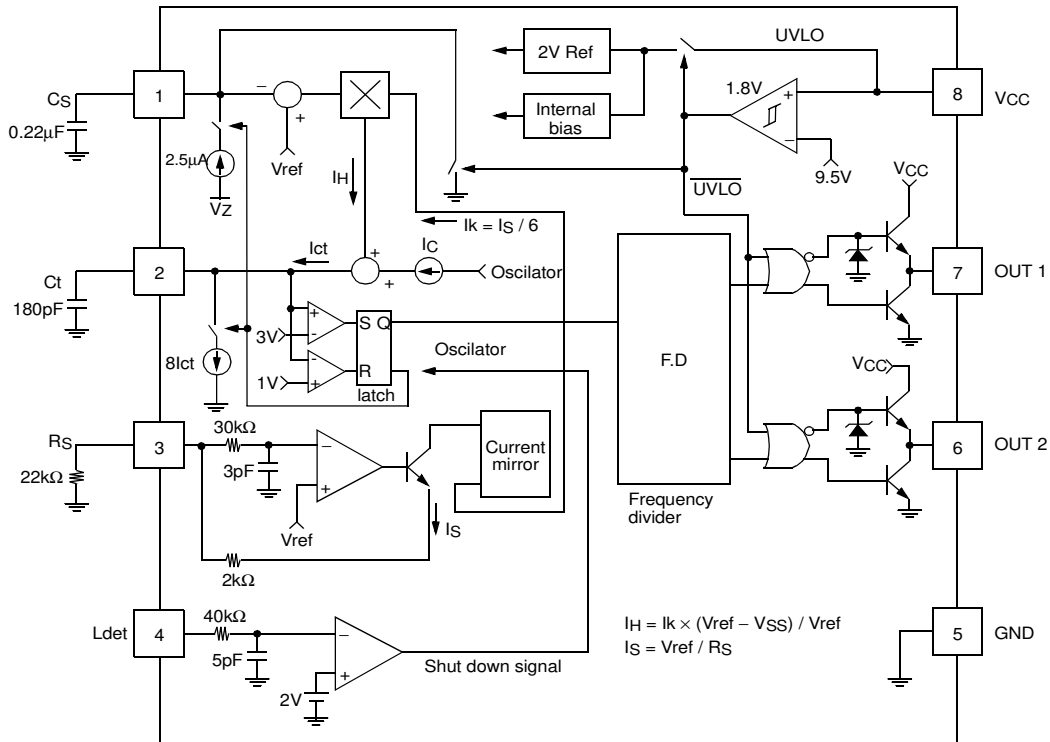 UVLO
2V Ref
1
CS
0.22µF
−
+
Vref
2.5µA
VZ
Internal
bias
1.8V
+
−
9.5V
8
VCC
UVLO
IH
Ik = IS / 6
VCC
2
Ct
180pF
Ict
+
+
IC
Oscilator
8Ict
+
-
3V
-
+
1V
S Q
R
latch
Oscilator
F.D
Frequency
divider
7
OUT 1
VCC
6
OUT 2
3
RS
22kΩ
30kΩ
3pF
−
+
Vref
IS
Current
mirror
2kΩ
4
Ldet
40kΩ
5pF
−
+
2V
Shut down signal
IH = Ik × (Vref − VSS) / Vref
IS = Vref / RS
5
GND